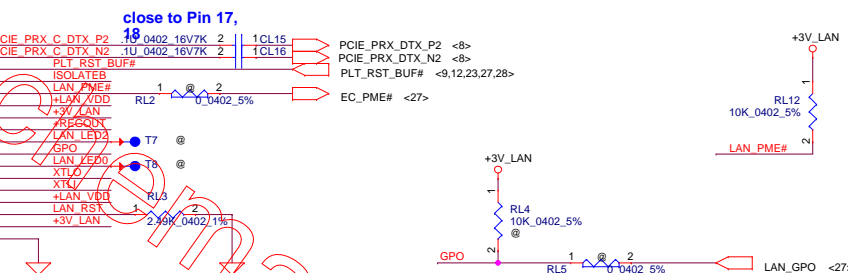 close to Pin 17,
18
PCIE_PRX_C_DTX_P2 .1U_0402_16V7K 2 1 CL15 PCIE_PRX_DTX_P2 <8>
PCIE_PRX_C_DTX_N2 .1U_0402_16V7K 2 1 CL16 PCIE_PRX_DTX_N2 <8>
PLT_RST_BUF# PLT_RST_BUF# <9,12,23,27,28>
ISOLATEB
LAN_PME# 1 @ 2 EC_PME# <27>
RL2 0_0402_5%
+LAN_VDD
+3V_LAN
+REGOUT
LAN_LED2 T7 @
GPO
LAN_LED0 T8 @
XTLO
XTLI
+LAN_VDD RL3
LAN_RST 1 2
2.49K_0402_1%
+3V_LAN
+3V_LAN
1
RL12
10K_0402_5%
2
LAN_PME#
+3V_LAN
1
RL4
10K_0402_5%
@
2
GPO 1 @ 2 LAN_GPO <27>
RL5 0_0402_5%